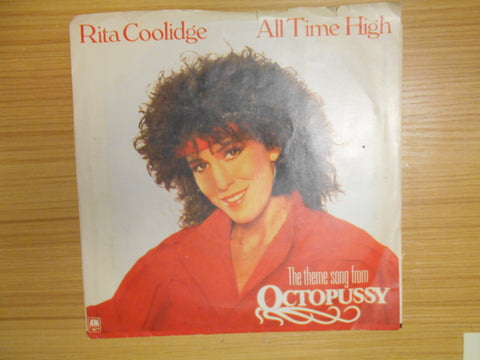 Rita Coolidge All Time High
The theme song from
OCTOPUSSY
A&M